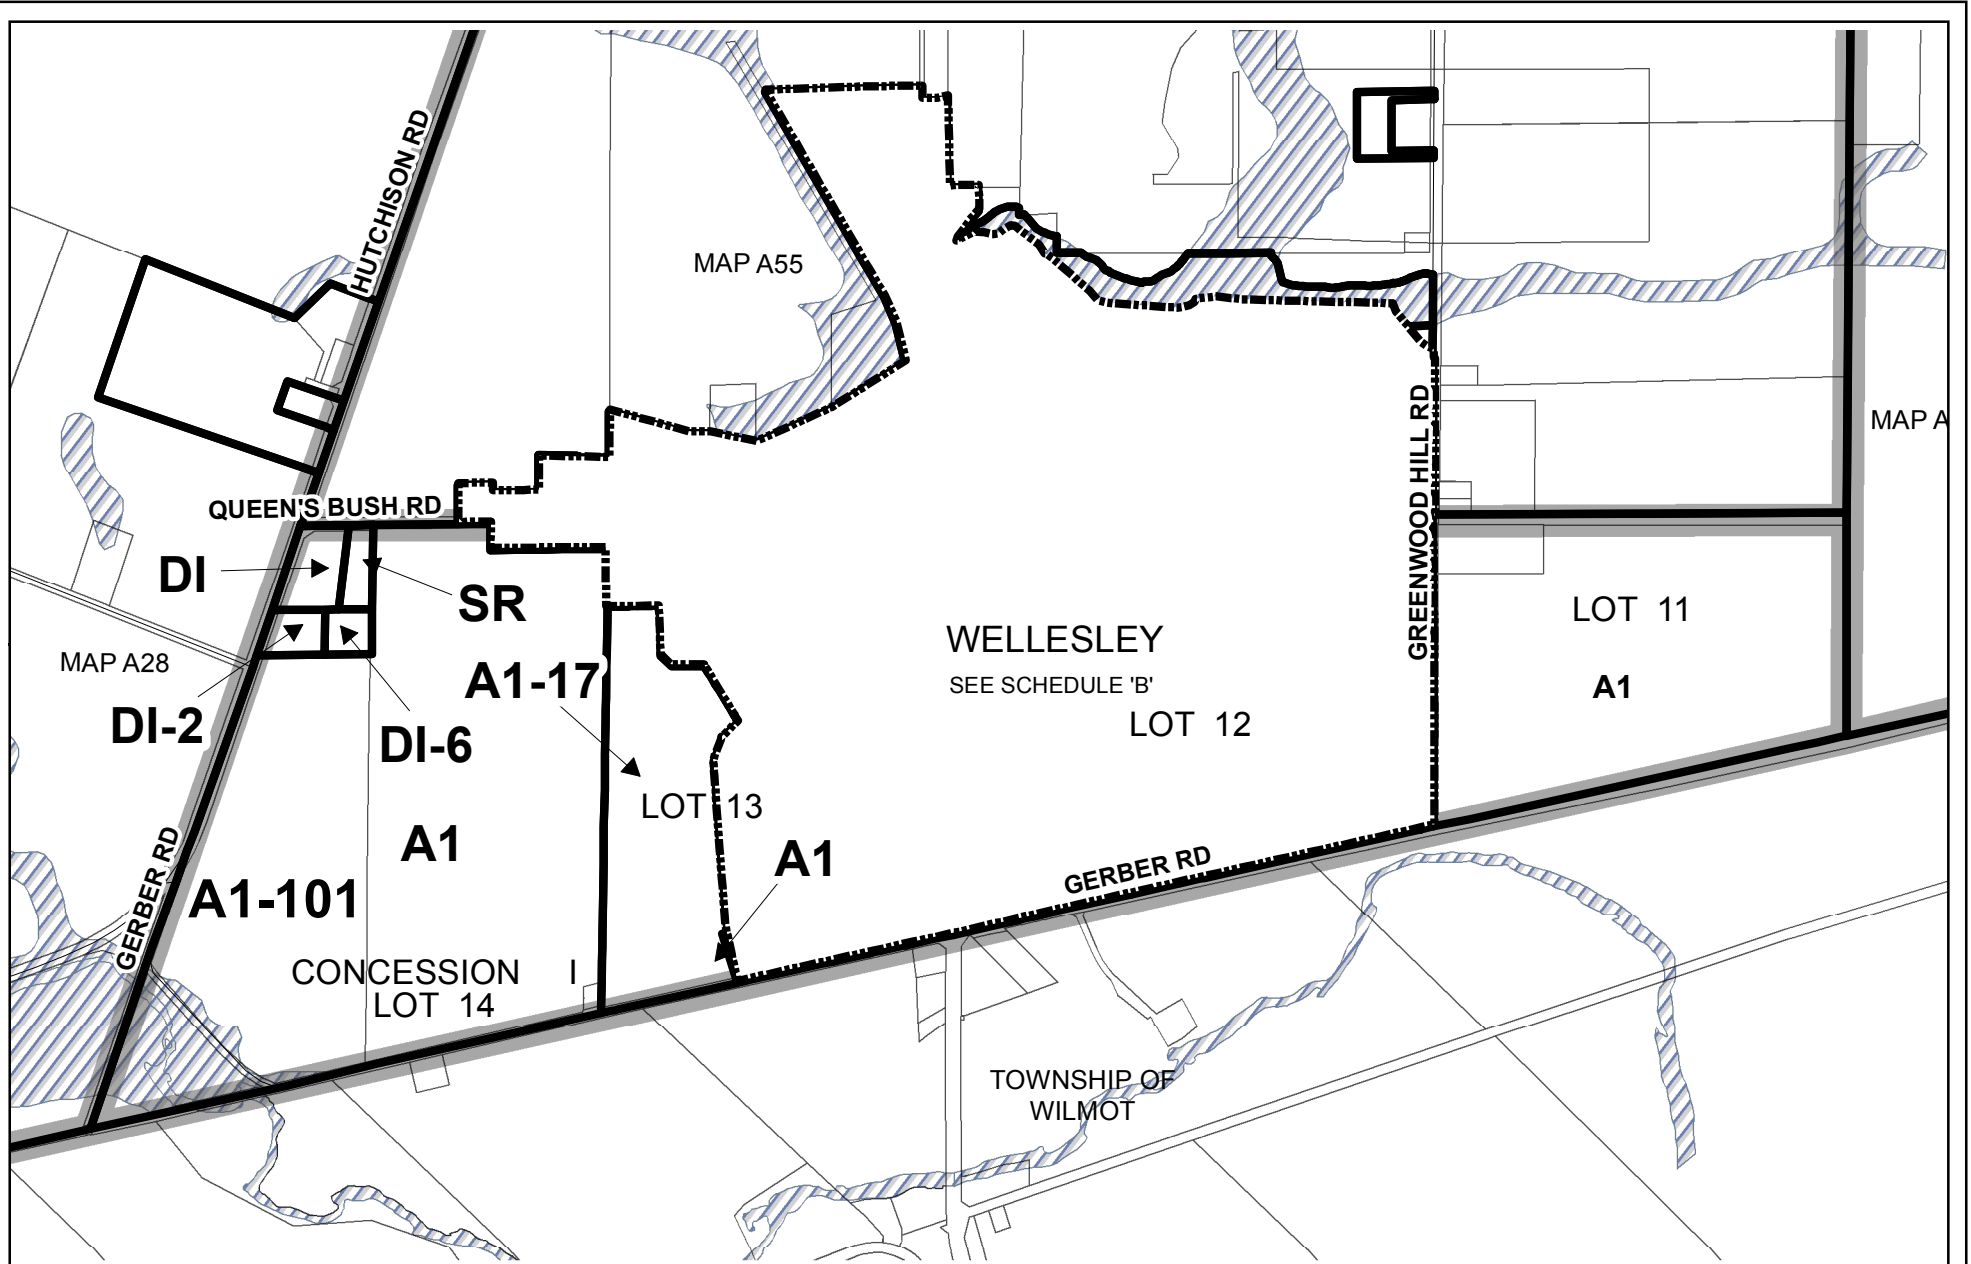 HUTCHISON RD
MAP A55
MAP A
QUEEN'S BUSH RD
GREENWOOD HILL RD
DI
SR
LOT 11
WELLESLEY
MAP A28
A1-17
SEE SCHEDULE 'B'
A1
DI-2
LOT 12
DI-6
LOT 13
A1
A1
GERBER RD
GERBER RD
A1-101
CONCESSION I
LOT 14
TOWNSHIP OF
WILMOT